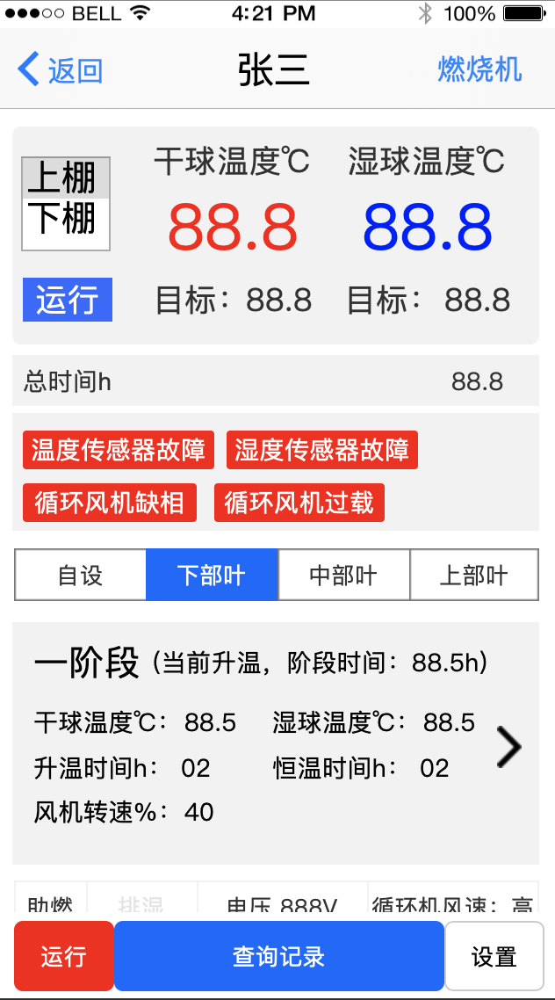 BELL 4:21 PM 100%
返回 张三 燃烧机
干球温度℃ 湿球温度℃
上棚
下棚
88.8 88.8
运行 目标：88.8 目标：88.8
总时间h 88.8
温度传感器故障 湿度传感器故障
循环风机缺相 循环风机过载
自设 下部叶 中部叶 上部叶
一阶段（当前升温，阶段时间：88.5h）
干球温度℃：88.5 湿球温度℃：88.5
升温时间h：02 恒温时间h：02
风机转速%：40
助燃 排湿 电压 888V 循环机风速：高
运行 查询记录 设置